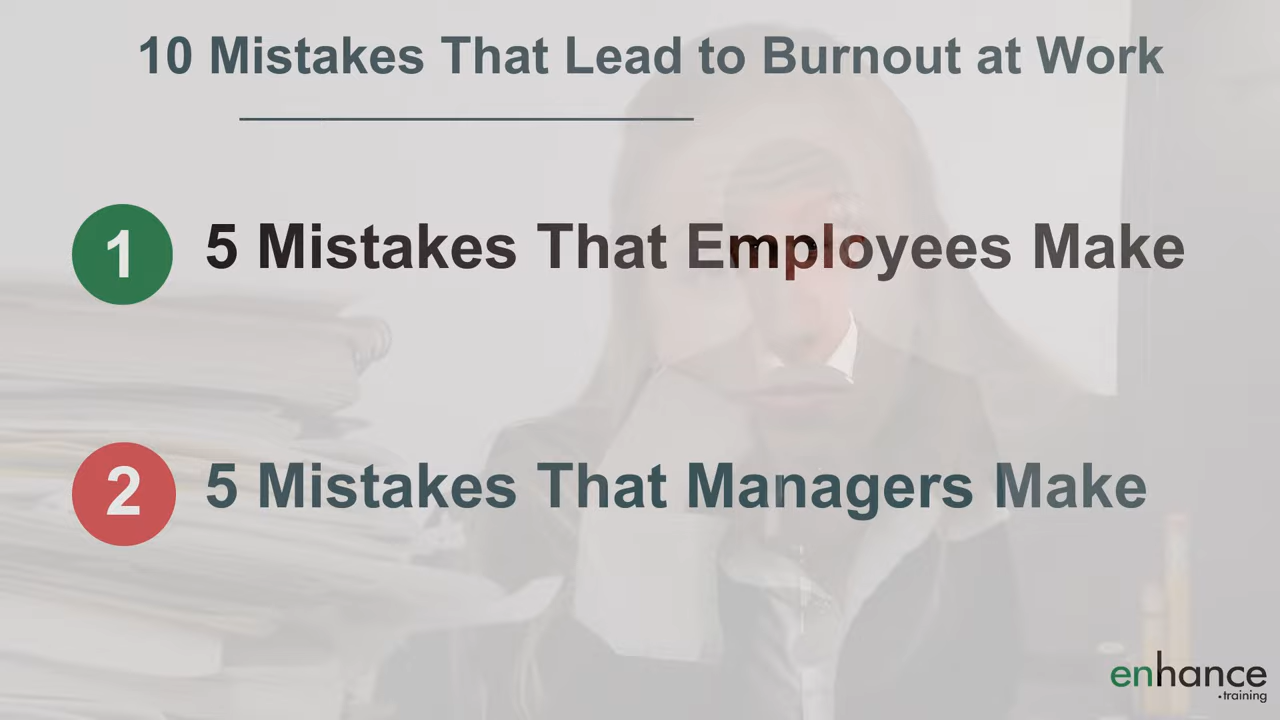 10 Mistakes That Lead to Burnout at Work
1 5 Mistakes That Employees Make
2 5 Mistakes That Managers Make
enhance
.training